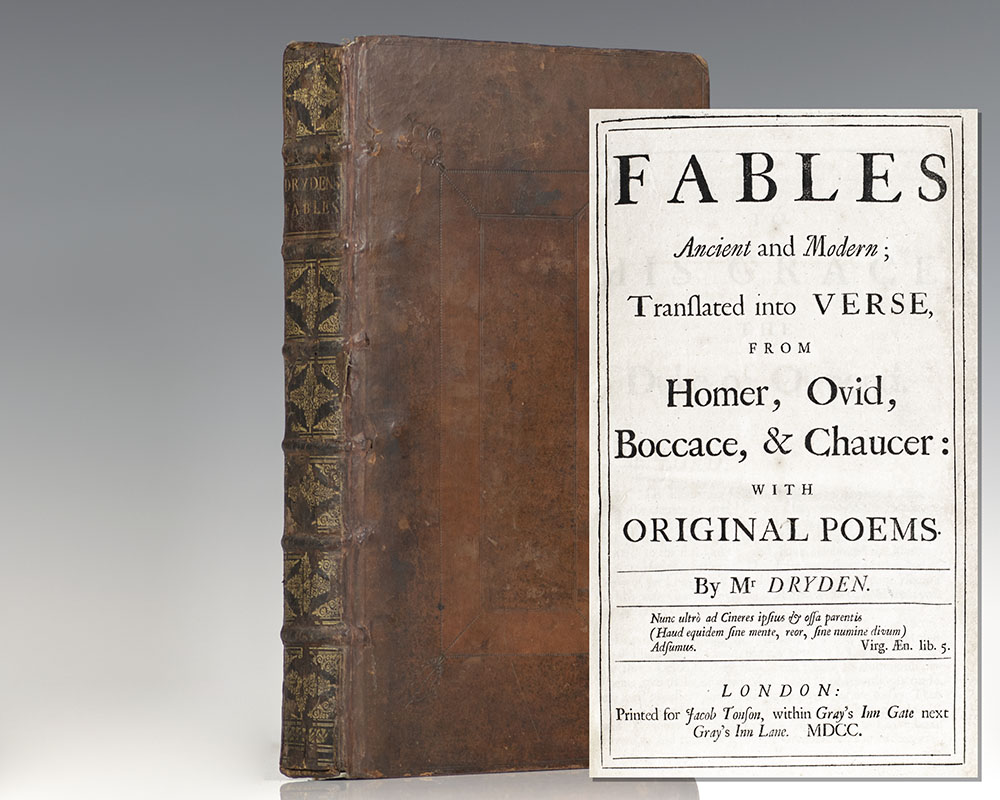 DRYDEN
FABLES
FABLES
Ancient and Modern;
Tranſlated into VERSE,
FROM
Homer, Ovid,
Boccace, & Chaucer:
WITH
ORIGINAL POEMS.
By Mr DRYDEN.
Nunc ultrò ad Cineres ipſius & oſſa parentis
(Haud equidem ſine mente, reor, ſine numine divum)
Adſumus. Virg. Æn. lib. 5.
LONDON:
Printed for Jacob Tonſon, within Gray's Inn Gate next
Gray's Inn Lane. MDCC.